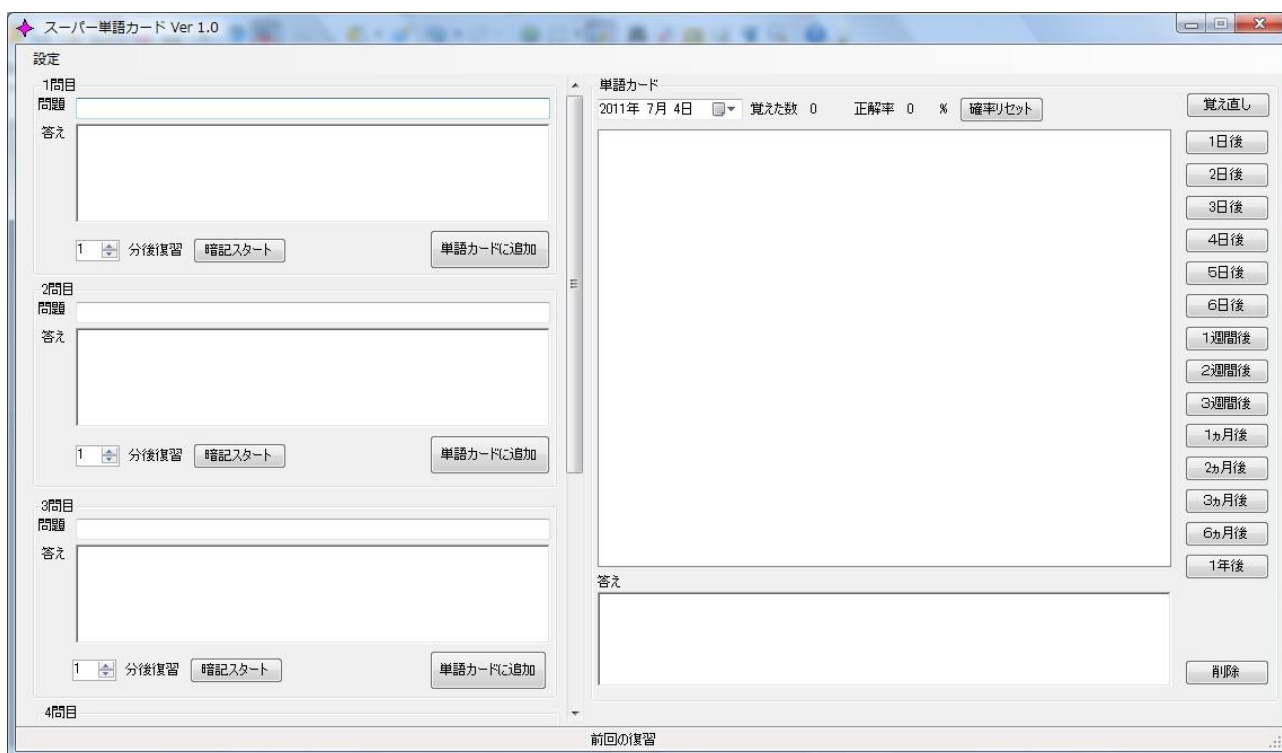 スーパー単語カード Ver 1.0
設定
1問目
問題
答え
1 分後復習 暗記スタート 単語カードに追加
2問目
問題
答え
1 分後復習 暗記スタート 単語カードに追加
3問目
問題
答え
1 分後復習 暗記スタート 単語カードに追加
4問目
単語カード
2011年 7月 4日 覚えた数 0 正解率 0 % 確率リセット
答え
覚え直し
1日後
2日後
3日後
4日後
5日後
6日後
1週間後
2週間後
3週間後
1ヵ月後
2ヵ月後
3ヵ月後
6ヵ月後
1年後
削除
前回の復習